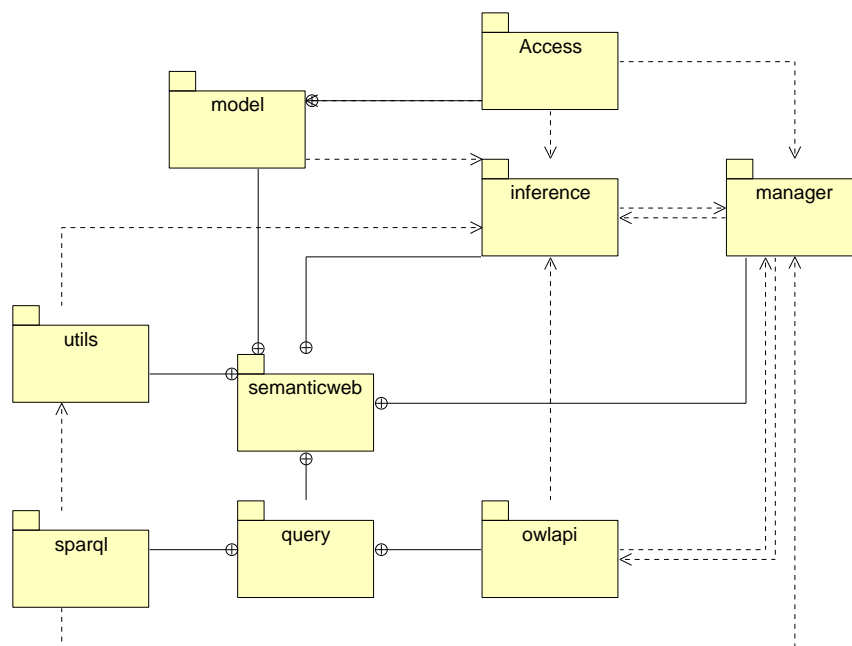 Access
model
inference
manager
utils
semanticweb
sparql
query
owlapi